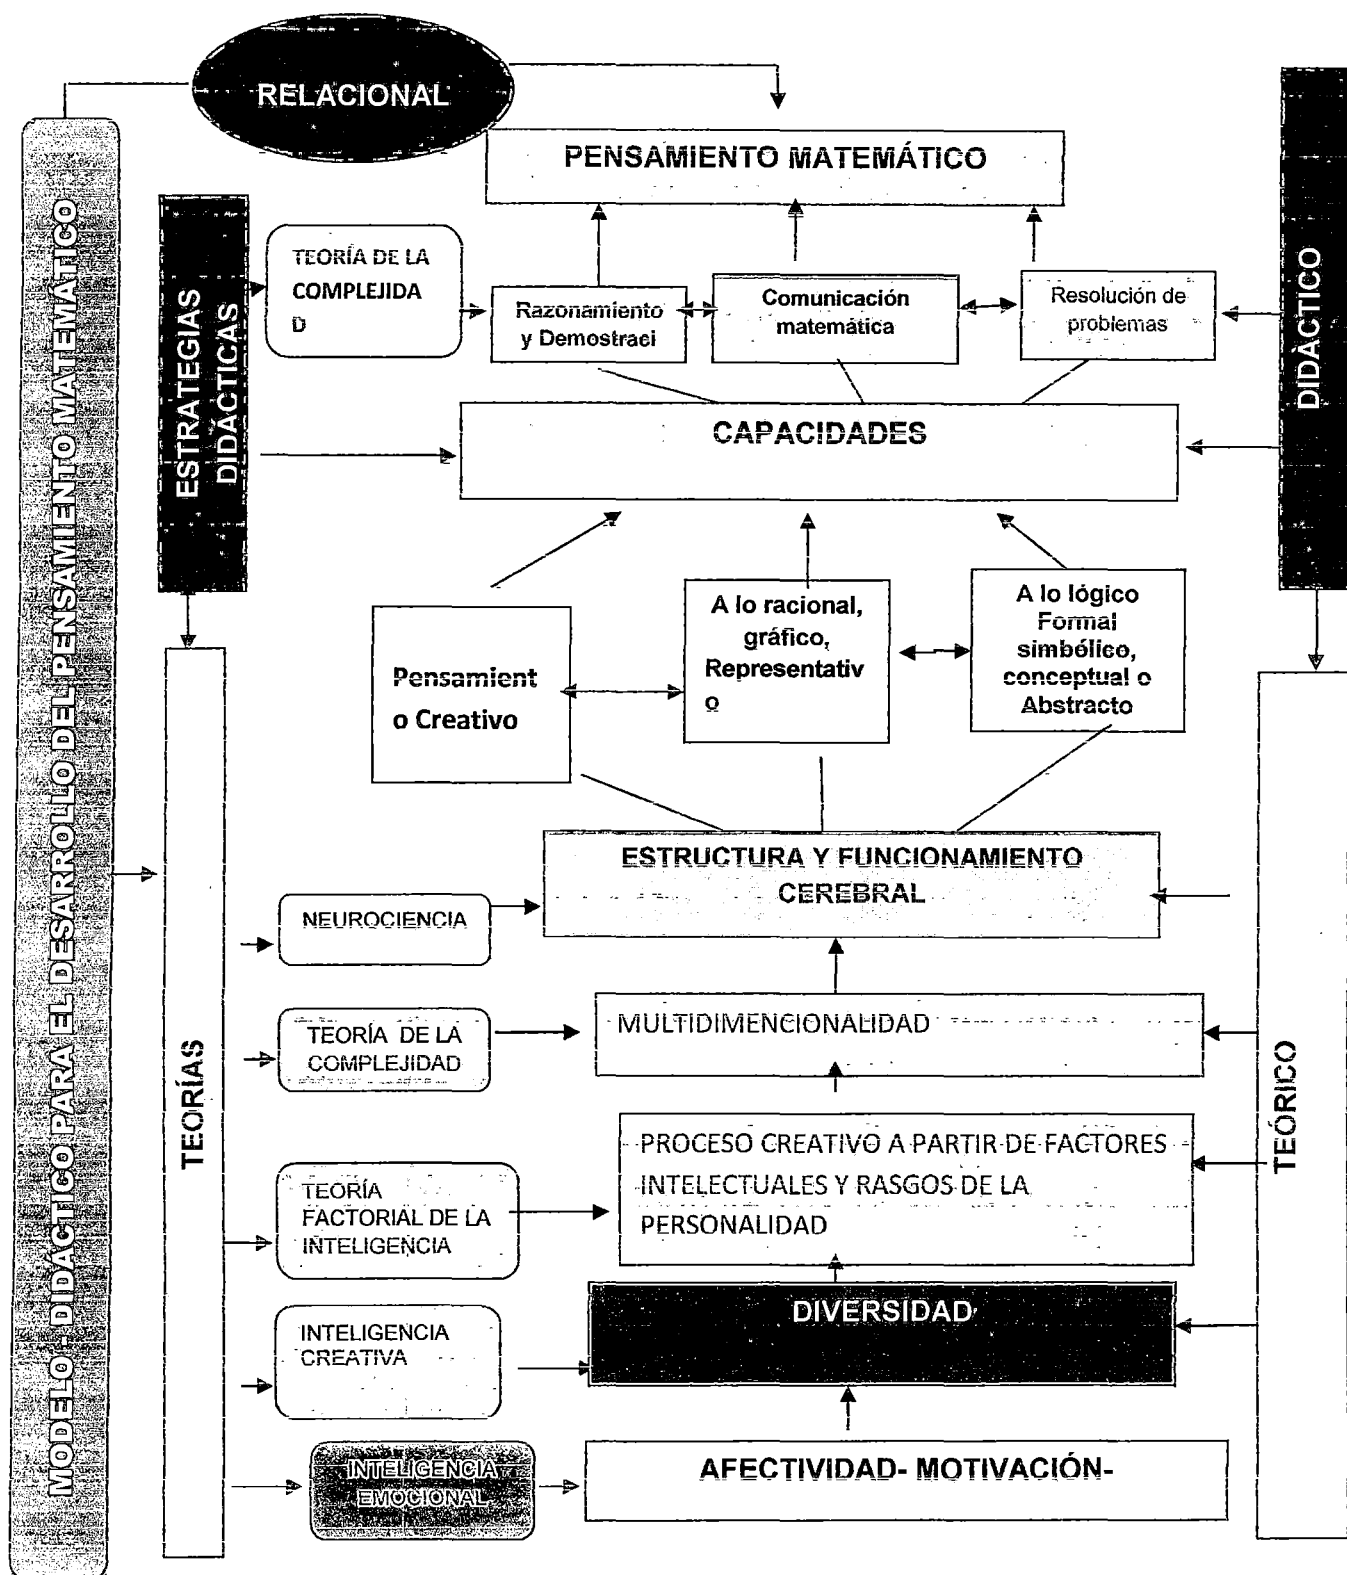 RELACIONAL
PENSAMIENTO MATEMÁTICO
MODELO - DIDÁCTICO PARA EL DESARROLLO DEL PENSAMIENTO MATEMÁTICO
ESTRATEGIAS
DIDÁCTICAS
TEORÍA DE LA
COMPLEJIDA
D
Razonamiento
y Demostraci
Comunicación
matemática
Resolución de
problemas
DIDÁCTICO
CAPACIDADES
Pensamient
o Creativo
A lo racional,
gráfico,
Representativ
o
A lo lógico
Formal
simbólico,
conceptual o
Abstracto
ESTRUCTURA Y FUNCIONAMIENTO
CEREBRAL
NEUROCIENCIA
TEORÍAS
TEORÍA DE LA
COMPLEJIDAD
MULTIDIMENCIONALIDAD
TEÓRICO
TEORÍA
FACTORIAL DE LA
INTELIGENCIA
PROCESO CREATIVO A PARTIR DE FACTORES
INTELECTUALES Y RASGOS DE LA
PERSONALIDAD
INTELIGENCIA
CREATIVA
DIVERSIDAD
INTELIGENCIA
EMOCIONAL
AFECTIVIDAD- MOTIVACIÓN-